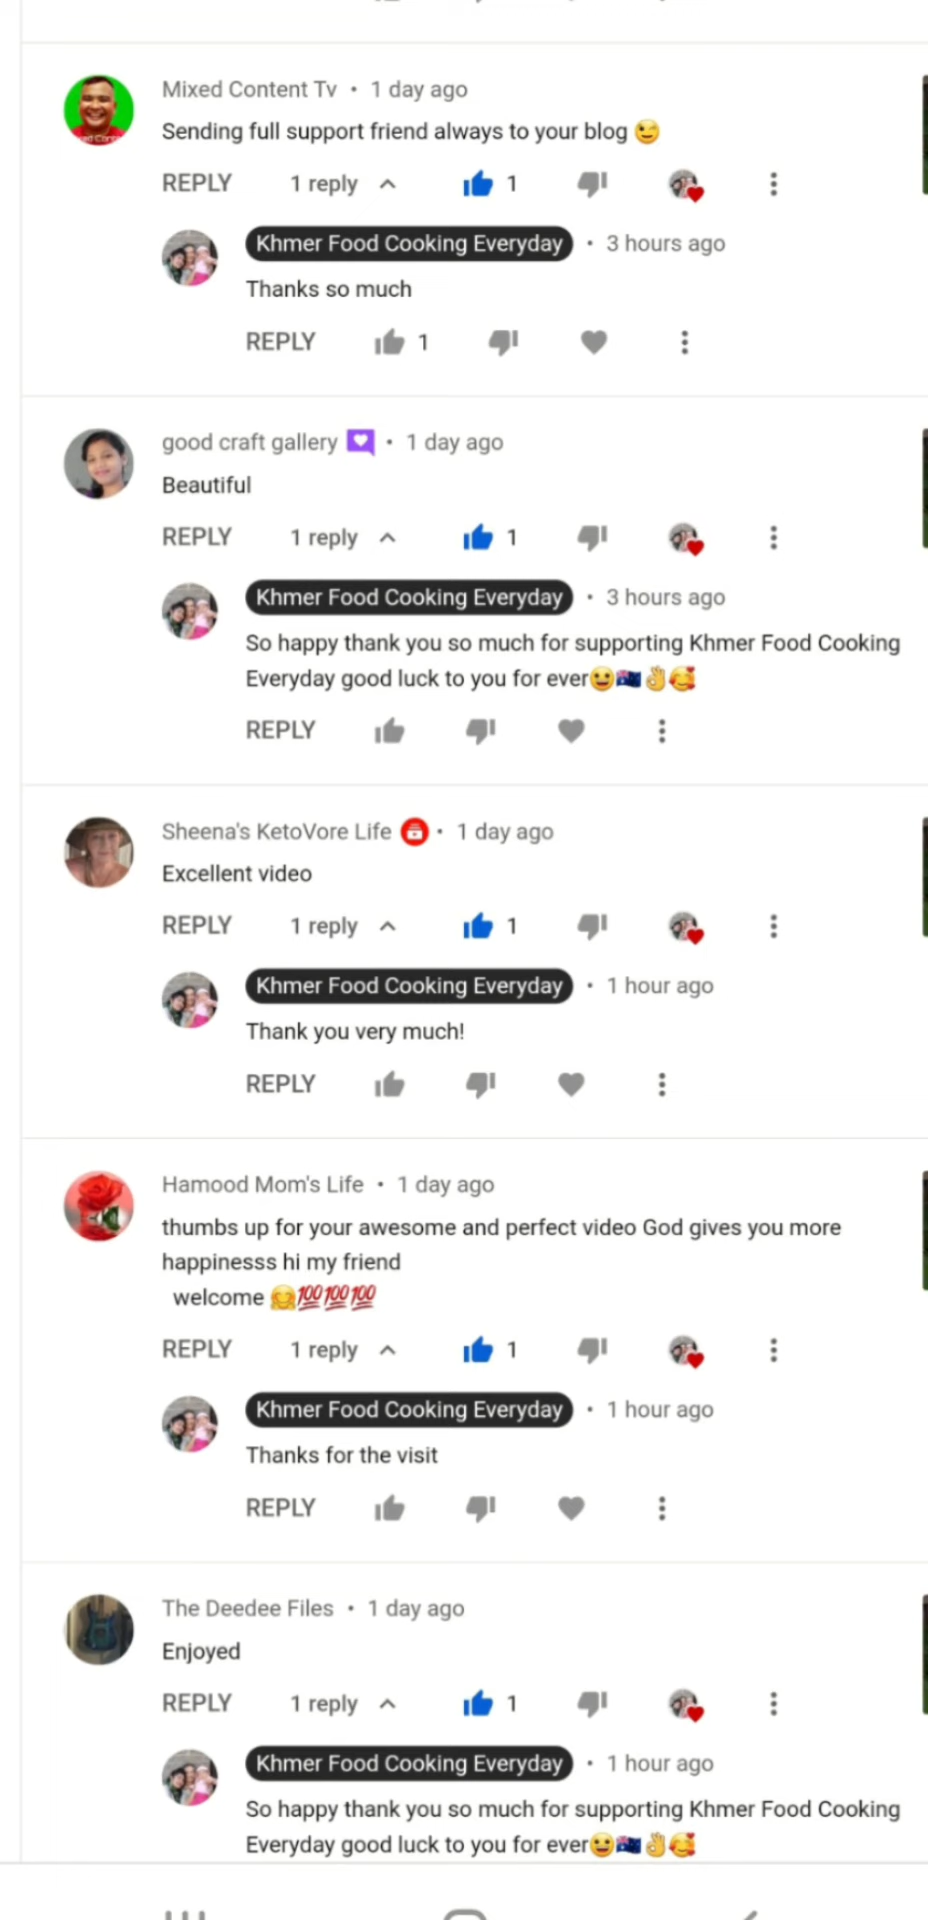 Mixed Content Tv • 1 day ago
Sending full support friend always to your blog 😉
REPLY 1 reply 1
Khmer Food Cooking Everyday • 3 hours ago
Thanks so much
REPLY 1
good craft gallery • 1 day ago
Beautiful
REPLY 1 reply 1
Khmer Food Cooking Everyday • 3 hours ago
So happy thank you so much for supporting Khmer Food Cooking
Everyday good luck to you for ever😀🇦🇺👌🥰
REPLY
Sheena's KetoVore Life • 1 day ago
Excellent video
REPLY 1 reply 1
Khmer Food Cooking Everyday • 1 hour ago
Thank you very much!
REPLY
Hamood Mom's Life • 1 day ago
thumbs up for your awesome and perfect video God gives you more
happinesss hi my friend
welcome 🤗💯💯💯
REPLY 1 reply 1
Khmer Food Cooking Everyday • 1 hour ago
Thanks for the visit
REPLY
The Deedee Files • 1 day ago
Enjoyed
REPLY 1 reply 1
Khmer Food Cooking Everyday • 1 hour ago
So happy thank you so much for supporting Khmer Food Cooking
Everyday good luck to you for ever😀🇦🇺👌🥰